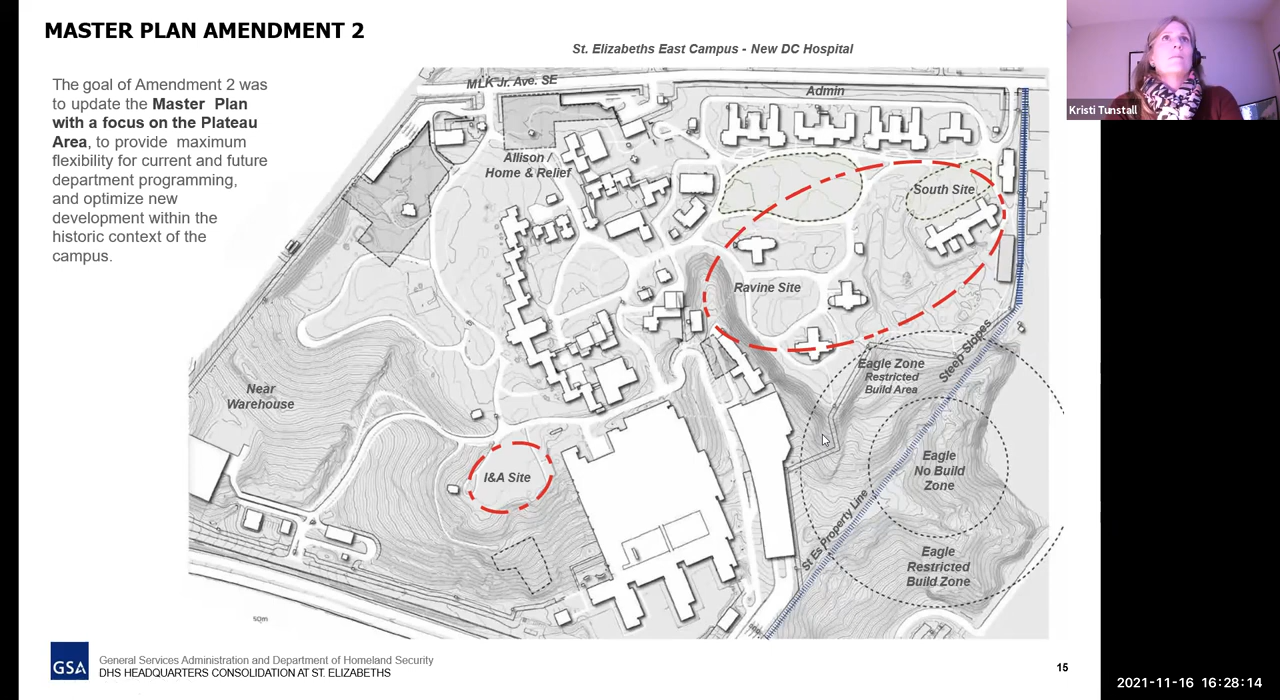 MASTER PLAN AMENDMENT 2
St. Elizabeths East Campus - New DC Hospital
The goal of Amendment 2 was
to update the Master Plan
with a focus on the Plateau
Area, to provide maximum
flexibility for current and future
department programming,
and optimize new
development within the
historic context of the
campus.
MLK Jr. Ave. SE
Admin
Allison /
Home & Relief
South Site
Ravine Site
Steep Slopes
Eagle Zone
Restricted
Build Area
Near
Warehouse
Eagle
No Build
Zone
I&A Site
St Es Property Line
Eagle
Restricted
Build Zone
50m
GSA
General Services Administration and Department of Homeland Security
DHS HEADQUARTERS CONSOLIDATION AT ST. ELIZABETHS
15
Kristi Tunstall
2021-11-16 16:28:14